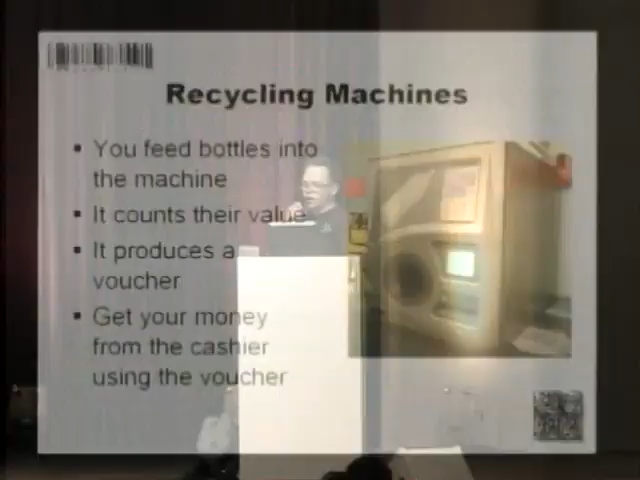 Recycling Machines
▪ You feed bottles into
the machine
▪ It counts their value
▪ It produces a
voucher
▪ Get your money
from the cashier
using the voucher